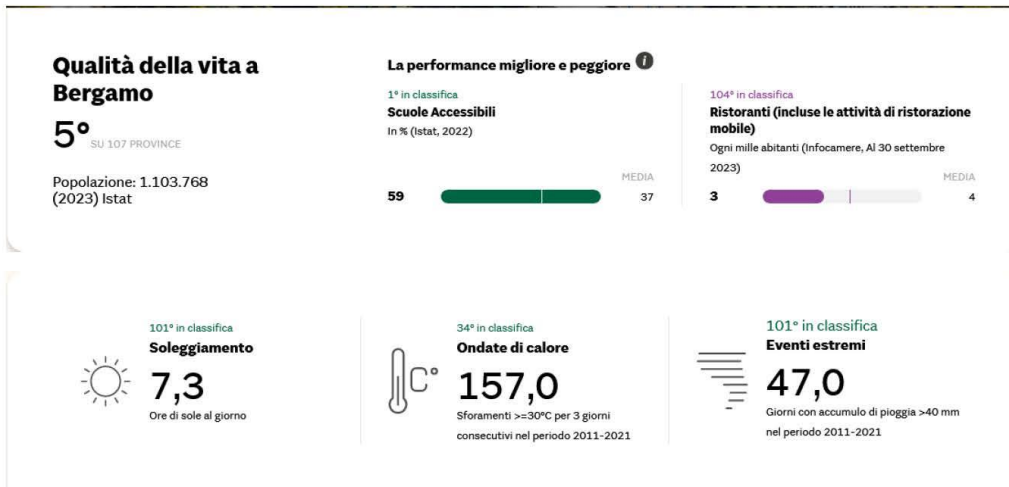 Qualità della vita a
Bergamo
5° SU 107 PROVINCE
Popolazione: 1.103.768
(2023) Istat
La performance migliore e peggiore i
1° in classifica
Scuole Accessibili
In % (Istat, 2022)
MEDIA
59 37
104° in classifica
Ristoranti (incluse le attività di ristorazione
mobile)
Ogni mille abitanti (Infocamere, Al 30 settembre
2023)
MEDIA
3 4
101° in classifica
Soleggiamento
7,3
Ore di sole al giorno
C°
34° in classifica
Ondate di calore
157,0
Sforamenti >=30°C per 3 giorni
consecutivi nel periodo 2011-2021
101° in classifica
Eventi estremi
47,0
Giorni con accumulo di pioggia >40 mm
nel periodo 2011-2021